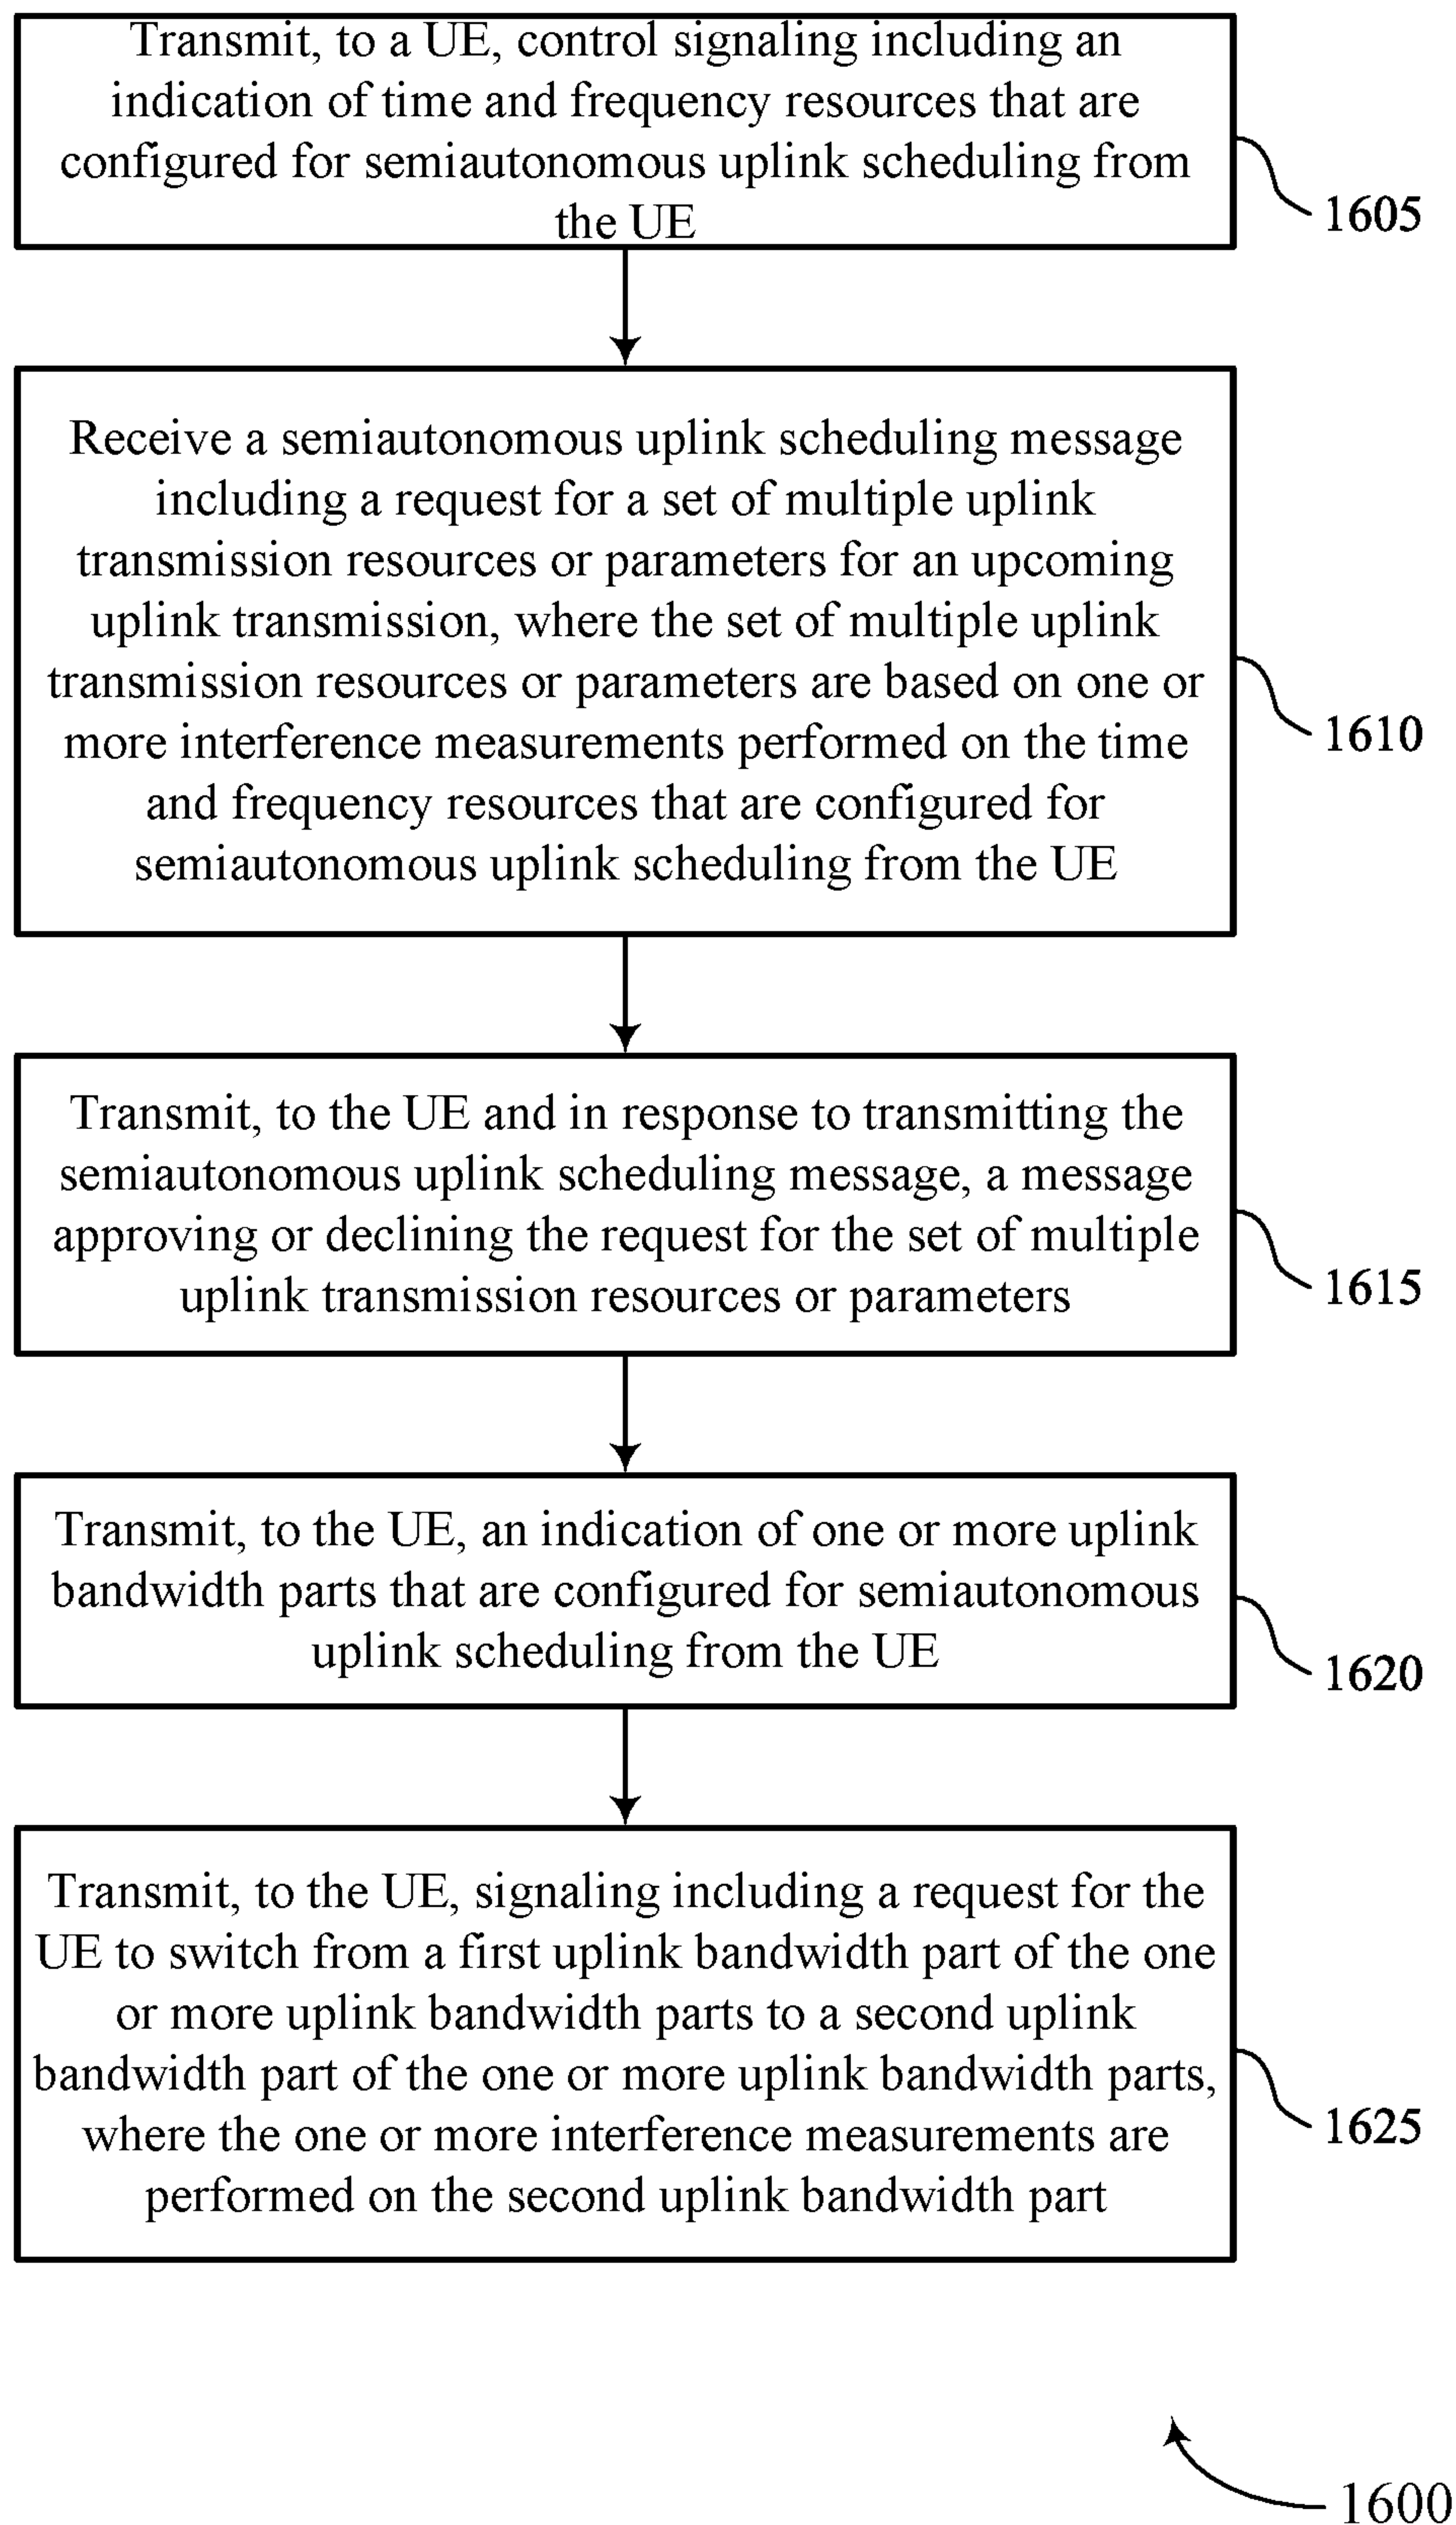 Transmit, to a UE, control signaling including an
indication of time and frequency resources that are
configured for semiautonomous uplink scheduling from
the UE
1605
Receive a semiautonomous uplink scheduling message
including a request for a set of multiple uplink
transmission resources or parameters for an upcoming
uplink transmission, where the set of multiple uplink
transmission resources or parameters are based on one or
more interference measurements performed on the time
and frequency resources that are configured for
semiautonomous uplink scheduling from the UE
1610
Transmit, to the UE and in response to transmitting the
semiautonomous uplink scheduling message, a message
approving or declining the request for the set of multiple
uplink transmission resources or parameters
1615
Transmit, to the UE, an indication of one or more uplink
bandwidth parts that are configured for semiautonomous
uplink scheduling from the UE
1620
Transmit, to the UE, signaling including a request for the
UE to switch from a first uplink bandwidth part of the one
or more uplink bandwidth parts to a second uplink
bandwidth part of the one or more uplink bandwidth parts,
where the one or more interference measurements are
performed on the second uplink bandwidth part
1625
1600